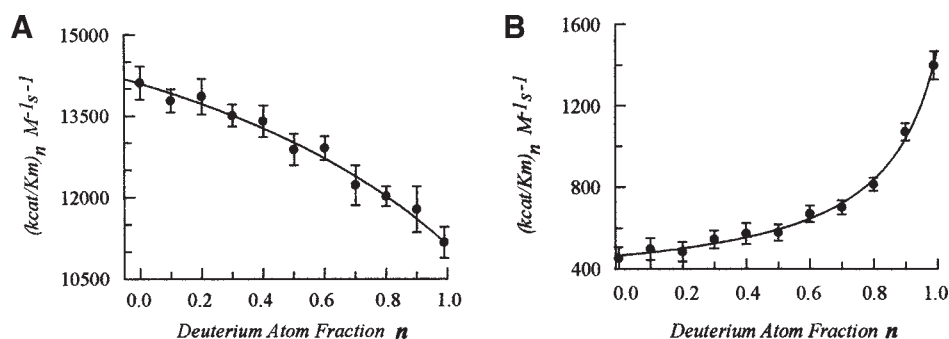 A
15000
13500
12000
10500
(kcat/Km)n M-1s-1
0.0 0.2 0.4 0.6 0.8 1.0
Deuterium Atom Fraction n
B
1600
1200
800
400
(kcat/Km)n M-1s-1
0.0 0.2 0.4 0.6 0.8 1.0
Deuterium Atom Fraction n